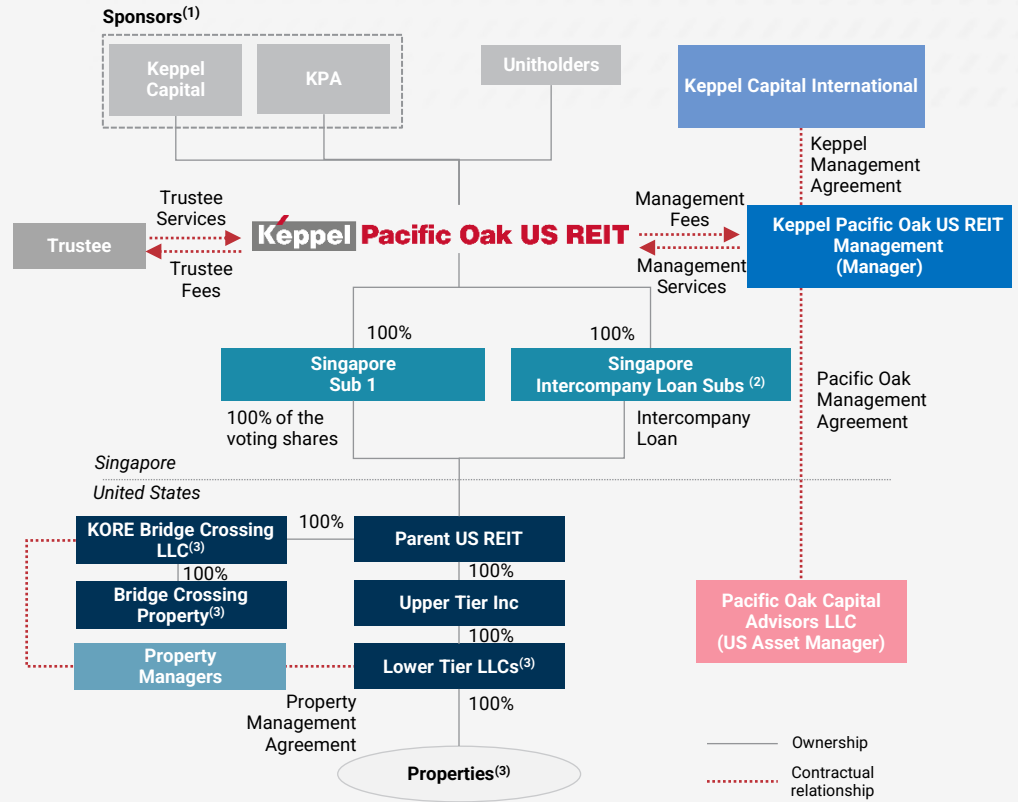 Sponsors(1)
Keppel
Capital
KPA
Unitholders
Keppel Capital International
Keppel
Management
Agreement
Trustee
Trustee
Services
Trustee
Fees
Keppel Pacific Oak US REIT
Management
Fees
Management
Services
Keppel Pacific Oak US REIT
Management
(Manager)
100%
100%
Singapore
Sub 1
Singapore
Intercompany Loan Subs (2)
100% of the
voting shares
Intercompany
Loan
Pacific Oak
Management
Agreement
Singapore
United States
KORE Bridge Crossing
LLC(3)
100%
Parent US REIT
100%
100%
Bridge Crossing
Property(3)
Upper Tier Inc
100%
Property
Managers
Lower Tier LLCs(3)
Pacific Oak Capital
Advisors LLC
(US Asset Manager)
Property
Management
Agreement
100%
Properties(3)
Ownership
Contractual
relationship